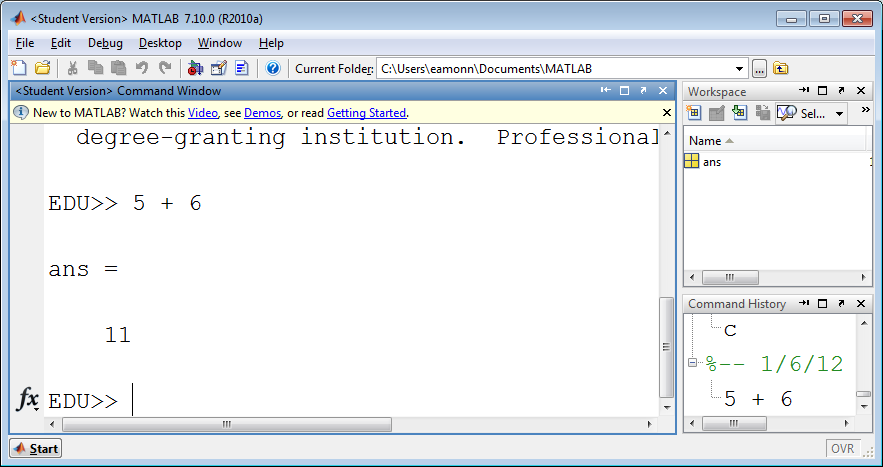 <Student Version> MATLAB 7.10.0 (R2010a)
File Edit Debug Desktop Window Help
Current Folder: C:\Users\eamonn\Documents\MATLAB ...
<Student Version> Command Window
New to MATLAB? Watch this Video, see Demos, or read Getting Started.
degree-granting institution. Professional
EDU>> 5 + 6
ans =
11
fx EDU>>
Workspace
Sel... »
Name
ans 1
Command History
c
%-- 1/6/12
5 + 6
Start
OVR